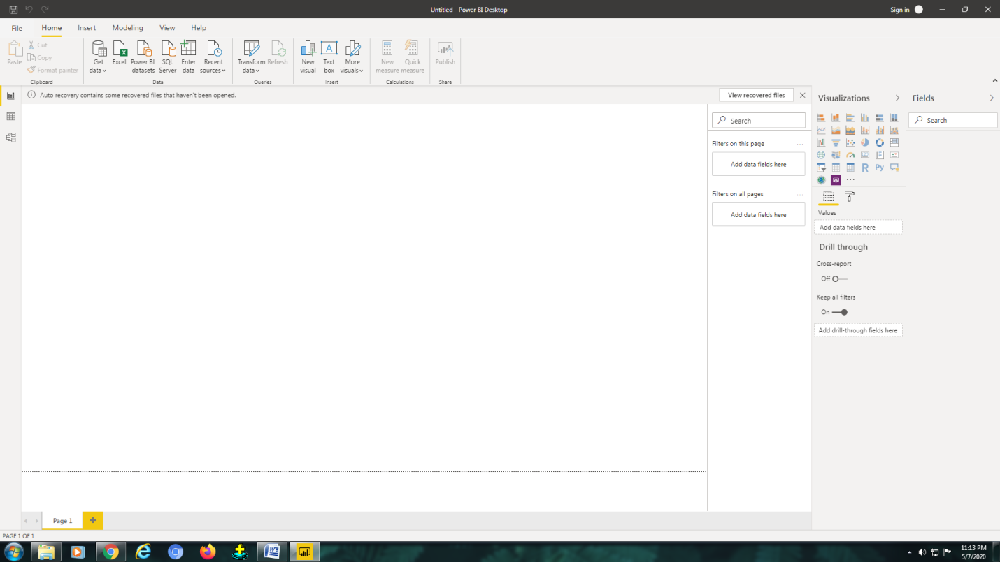 Untitled - Power BI Desktop
Sign in
File Home Insert Modeling View Help
Paste
Cut
Copy
Format painter
Clipboard
Get data
Excel
Power BI datasets
SQL Server
Enter data
Recent sources
Data
Transform data
Refresh
Queries
New visual
Text box
More visuals
Insert
New measure
Quick measure
Calculations
Publish
Share
Auto recovery contains some recovered files that haven't been opened.
View recovered files
Search
Filters on this page
...
Add data fields here
Filters on all pages
...
Add data fields here
Visualizations
R
Py
...
Values
Add data fields here
Drill through
Cross-report
Off
Keep all filters
On
Add drill-through fields here
Fields
Search
Page 1
+
PAGE 1 OF 1
11:13 PM
5/7/2020